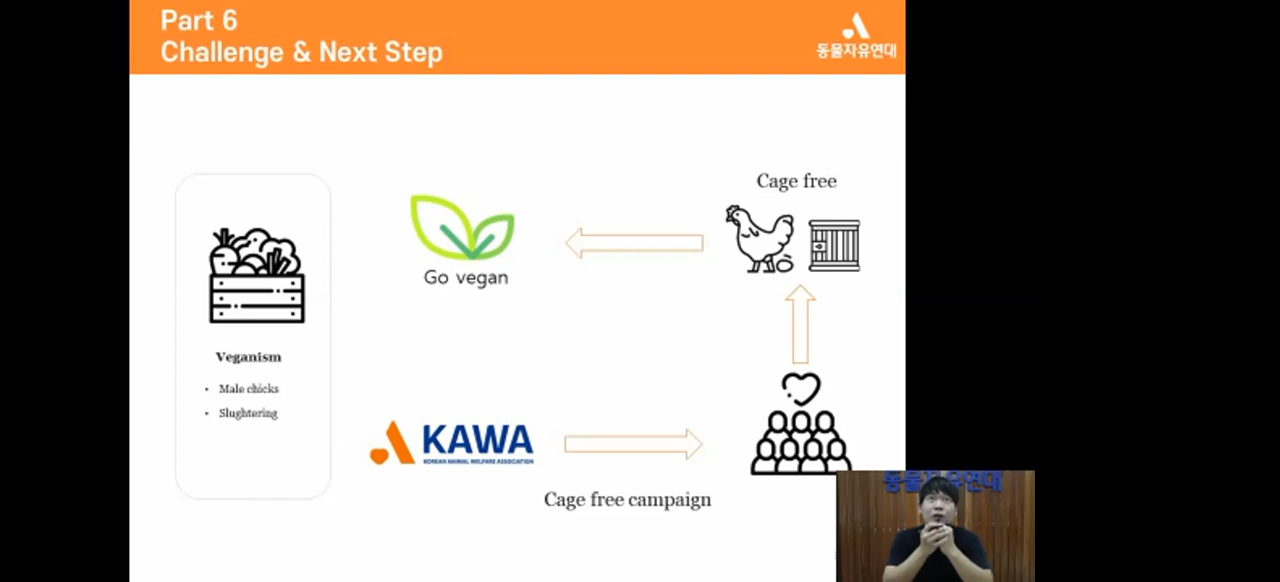 Part 6
Challenge & Next Step
동물자유연대
Cage free
Go vegan
Veganism
• Male chicks
• Slughtering
KAWA
KOREAN ANIMAL WELFARE ASSOCIATION
Cage free campaign
동물자유연대